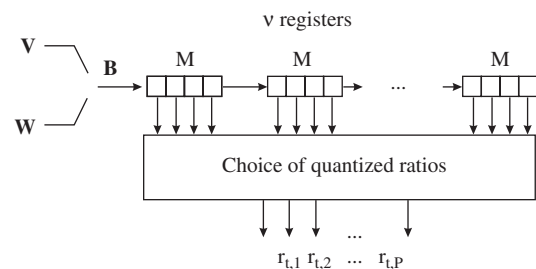 ν registers
V
B
M
M
M
...
W
Choice of quantized ratios
...
r_{t,1} r_{t,2} ... r_{t,P}